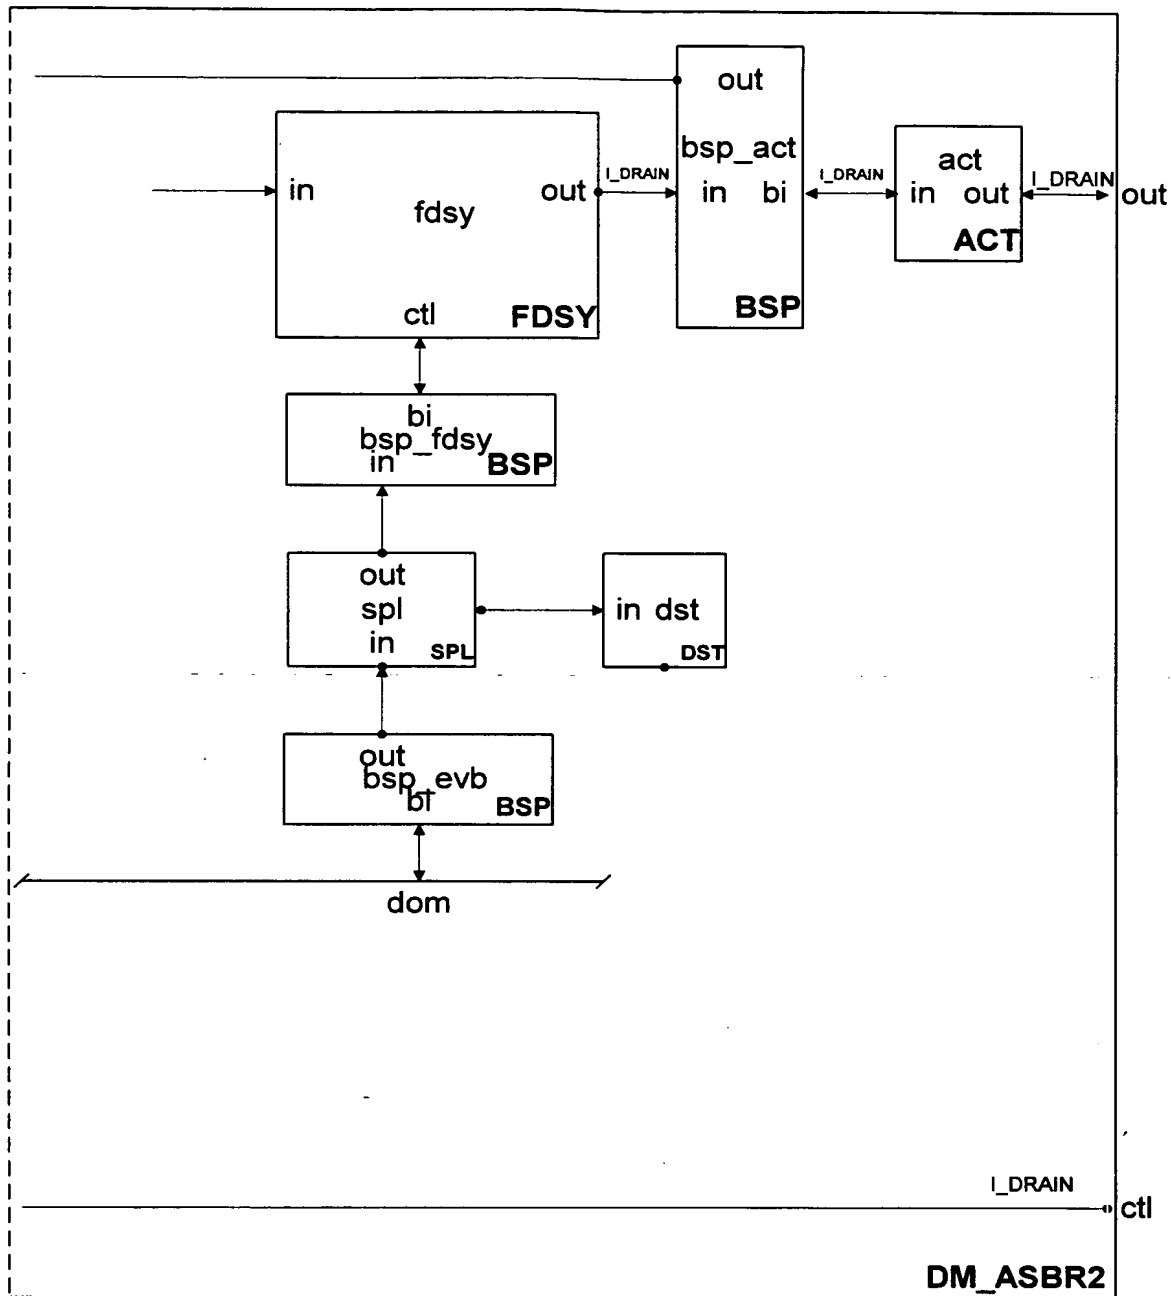 out
bsp_act
in bi
BSP
in
fdsy
out
ctl
FDSY
I_DRAIN
I_DRAIN
act
in out
ACT
I_DRAIN
out
bi
bsp_fdsy
in
BSP
out
spl
in
SPL
in dst
DST
out
bsp_evb
bi
BSP
dom
I_DRAIN
ctl
DM_ASBR2